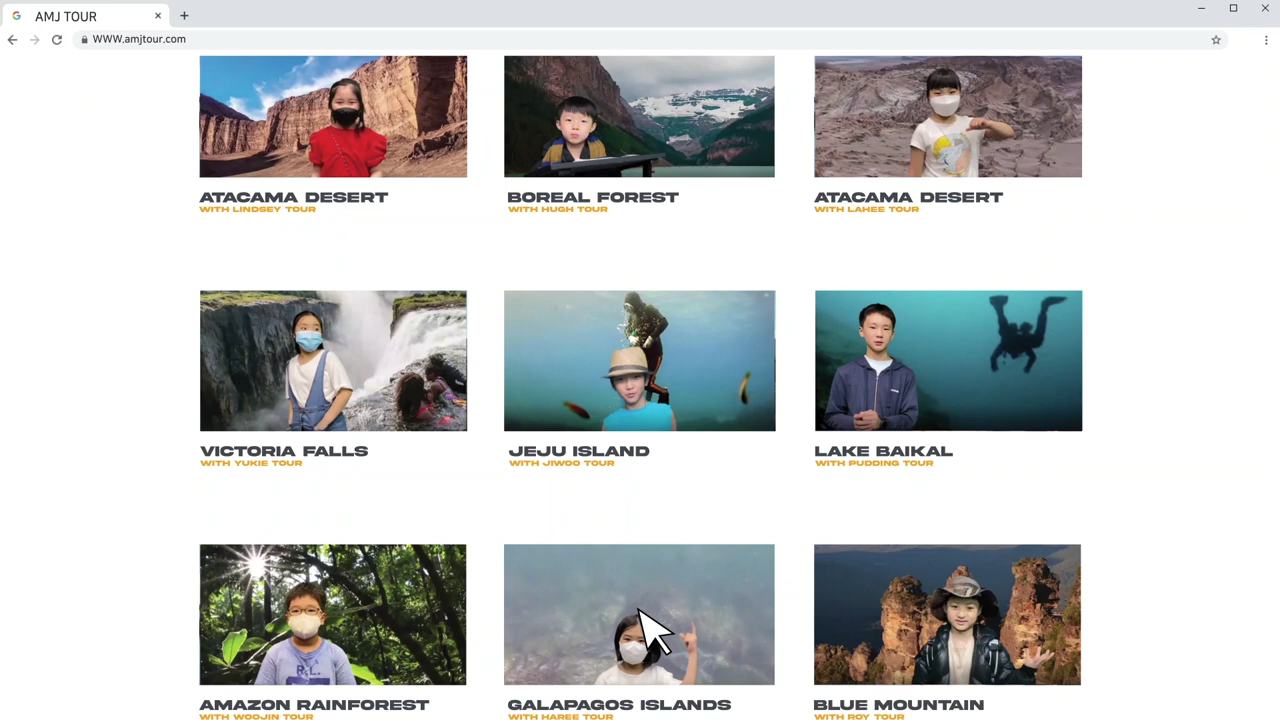 AMJ TOUR
WWW.amjtour.com
ATACAMA DESERT
WITH LINDSEY TOUR
BOREAL FOREST
WITH HUGH TOUR
ATACAMA DESERT
WITH LAHEE TOUR
VICTORIA FALLS
WITH YUKIE TOUR
JEJU ISLAND
WITH JIWOO TOUR
LAKE BAIKAL
WITH PUDDING TOUR
R.L.
AMAZON RAINFOREST
WITH WOOJIN TOUR
GALAPAGOS ISLANDS
WITH HAREE TOUR
BLUE MOUNTAIN
WITH ROY TOUR